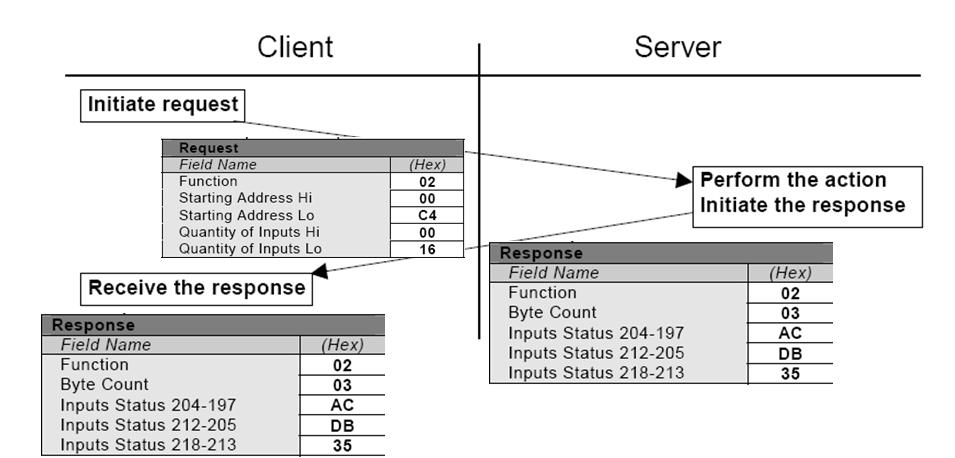 Client Server
Initiate request
Request
Field Name (Hex)
Function 02
Starting Address Hi 00
Starting Address Lo C4
Quantity of Inputs Hi 00
Quantity of Inputs Lo 16
Perform the action
Initiate the response
Response
Field Name (Hex)
Function 02
Byte Count 03
Inputs Status 204-197 AC
Inputs Status 212-205 DB
Inputs Status 218-213 35
Receive the response
Response
Field Name (Hex)
Function 02
Byte Count 03
Inputs Status 204-197 AC
Inputs Status 212-205 DB
Inputs Status 218-213 35